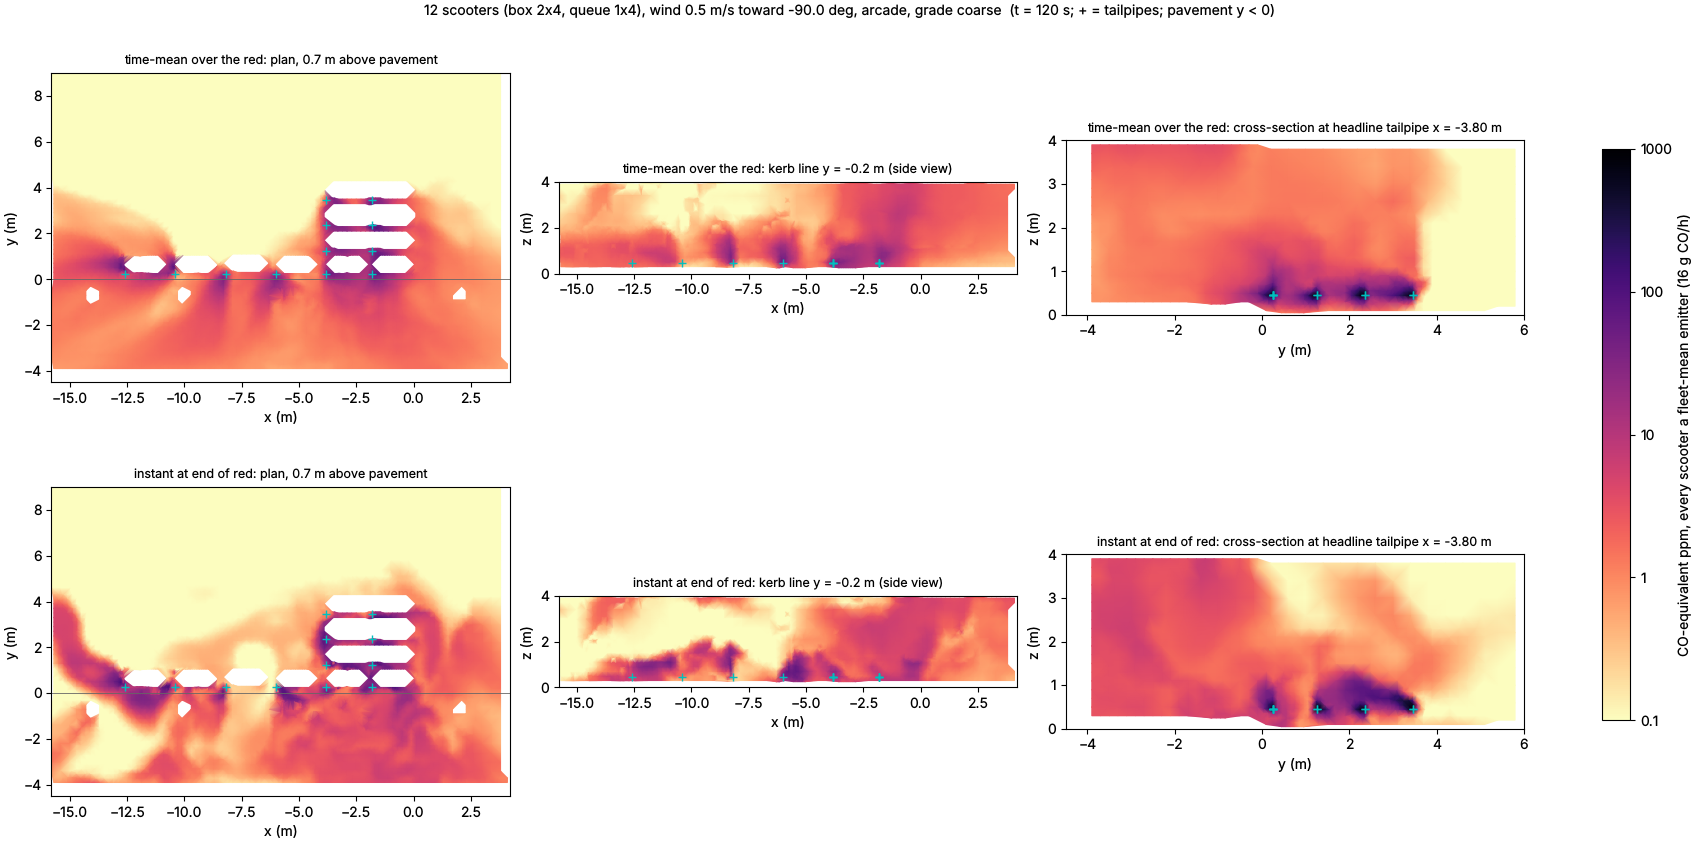 12 scooters (box 2x4, queue 1x4), wind 0.5 m/s toward -90.0 deg, arcade, grade coarse  (t = 120 s; + = tailpipes; pavement y < 0)
time-mean over the red: plan, 0.7 m above pavement
8
6
4
2
0
−2
−4
y (m)
−15.0 −12.5 −10.0 −7.5 −5.0 −2.5 0.0 2.5
x (m)
time-mean over the red: kerb line y = -0.2 m (side view)
4
2
0
z (m)
−15.0 −12.5 −10.0 −7.5 −5.0 −2.5 0.0 2.5
x (m)
time-mean over the red: cross-section at headline tailpipe x = -3.80 m
4
3
2
1
0
z (m)
−4 −2 0 2 4 6
y (m)
instant at end of red: plan, 0.7 m above pavement
8
6
4
2
0
−2
−4
y (m)
−15.0 −12.5 −10.0 −7.5 −5.0 −2.5 0.0 2.5
x (m)
instant at end of red: kerb line y = -0.2 m (side view)
4
2
0
z (m)
−15.0 −12.5 −10.0 −7.5 −5.0 −2.5 0.0 2.5
x (m)
instant at end of red: cross-section at headline tailpipe x = -3.80 m
4
3
2
1
0
z (m)
−4 −2 0 2 4 6
y (m)
1000
100
10
1
0.1
CO-equivalent ppm, every scooter a fleet-mean emitter (16 g CO/h)